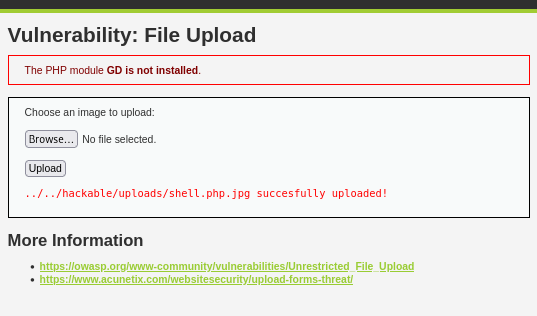 Vulnerability: File Upload
The PHP module GD is not installed.
Choose an image to upload:
Browse... No file selected.
Upload
../../hackable/uploads/shell.php.jpg succesfully uploaded!
More Information
https://owasp.org/www-community/vulnerabilities/Unrestricted_File_Upload
https://www.acunetix.com/websitesecurity/upload-forms-threat/